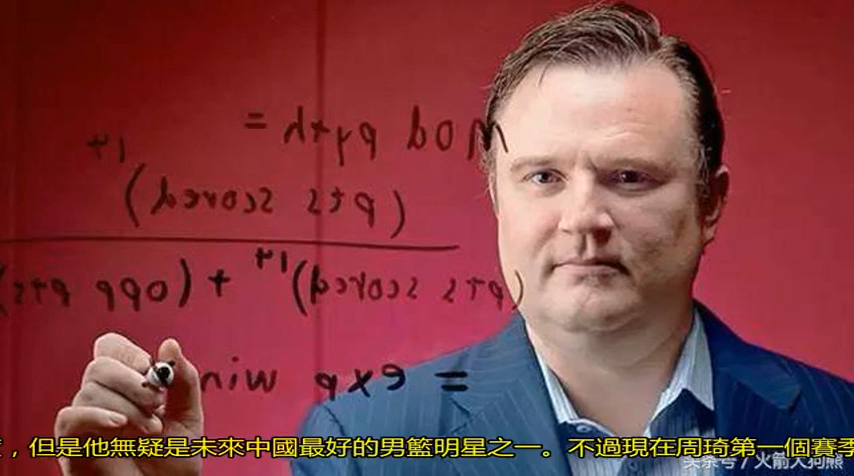 Mod pyth =
(pts scored)14
(pts scored)14 + (opp pts
= exp win
，但是他無疑是未來中國最好的男籃明星之一。不過現在周琦第一個賽季
头条号 / 火箭大狗熊